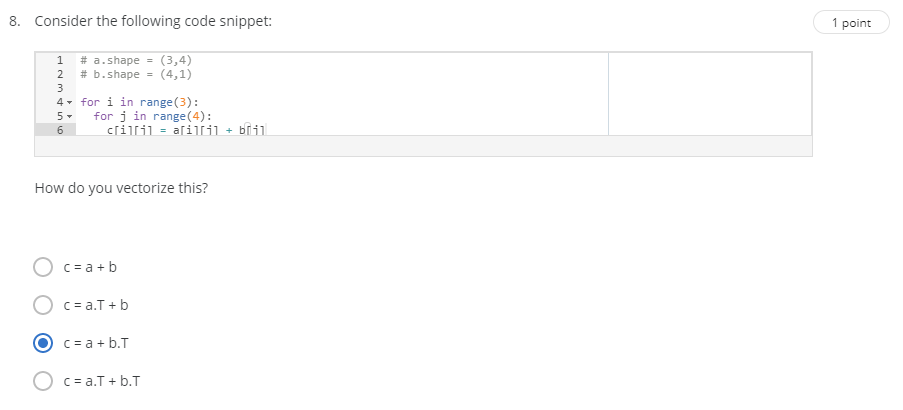 8. Consider the following code snippet:
1 point
1 # a.shape = (3,4)
2 # b.shape = (4,1)
3
4 for i in range(3):
5 for j in range(4):
6 c[i][j] = a[i][j] + b[j]
How do you vectorize this?
c = a + b
c = a.T + b
c = a + b.T
c = a.T + b.T